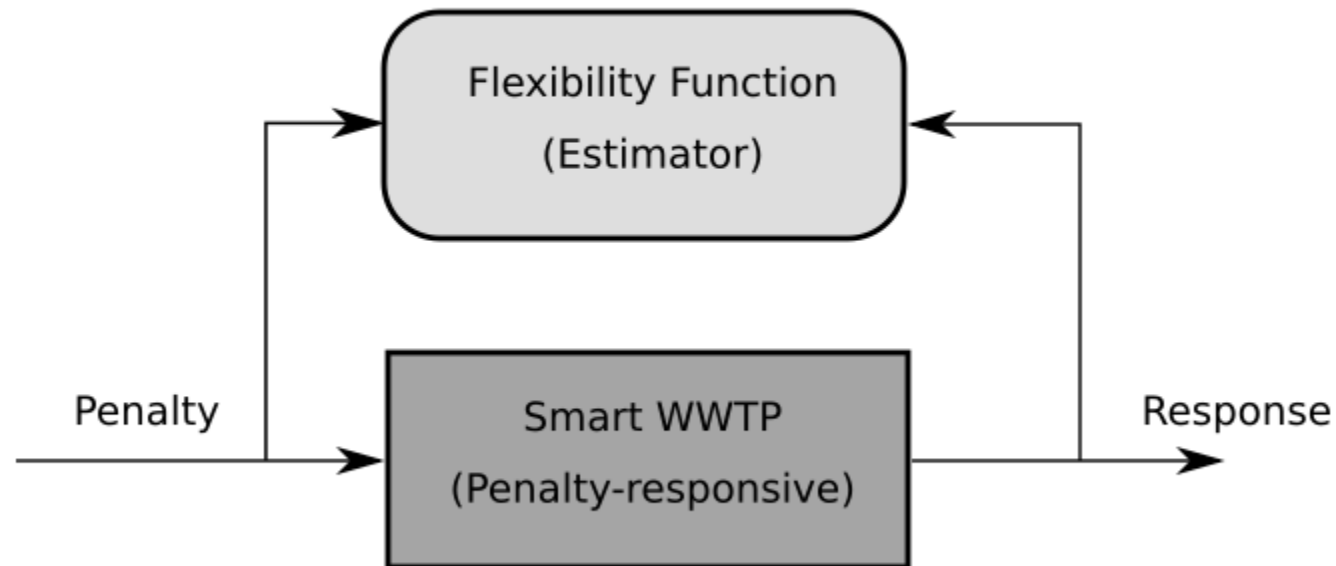 Flexibility Function
(Estimator)
Penalty
Response
Smart WWTP
(Penalty-responsive)